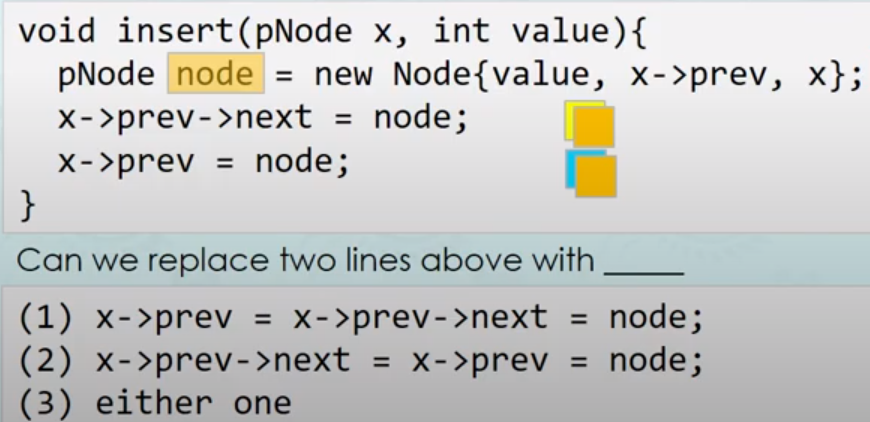 void insert(pNode x, int value){
pNode node = new Node{value, x->prev, x};
x->prev->next = node;
x->prev = node;
}
Can we replace two lines above with _____
(1) x->prev = x->prev->next = node;
(2) x->prev->next = x->prev = node;
(3) either one